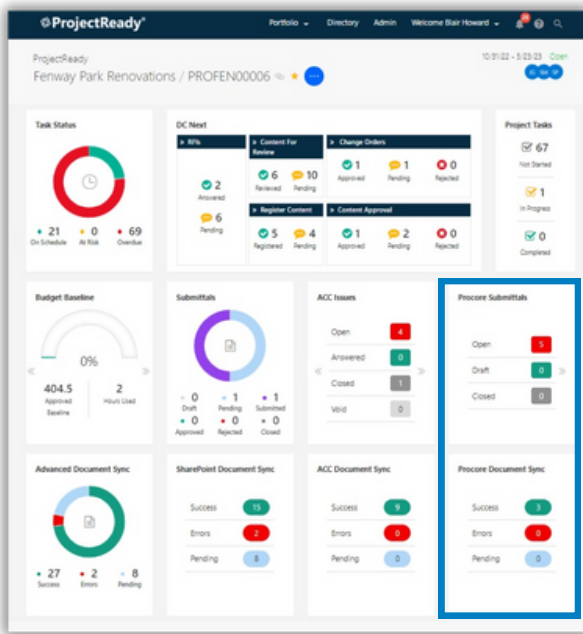 ProjectReady®
Portfolio Directory Admin Welcome Blair Howard
ProjectReady
10/31/22 - 5/23/23 Open
Fenway Park Renovations / PROFEN00006
Task Status
21 0 69
On Schedule At Risk Overdue
DC Next
» RFIs
2
Answered
6
Pending
» Content For Review
6 10
Reviewed Pending
» Change Orders
1 1 0
Approved Pending Rejected
» Register Content
5 4
Registered Pending
» Content Approval
1 2 0
Approved Pending Rejected
Project Tasks
67
Not Started
1
In Progress
0
Completed
Budget Baseline
0%
404.5 2
Approved Baseline Hours Used
Submittals
0 1 1
Draft Pending Submitted
0 0 0
Approved Rejected Closed
ACC Issues
Open 4
Answered 0
Closed 1
Void 0
Procore Submittals
Open 5
Draft 0
Closed 0
Advanced Document Sync
27 2 8
Success Errors Pending
SharePoint Document Sync
Success 15
Errors 2
Pending 8
ACC Document Sync
Success 9
Errors 0
Pending 0
Procore Document Sync
Success 3
Errors 0
Pending 0